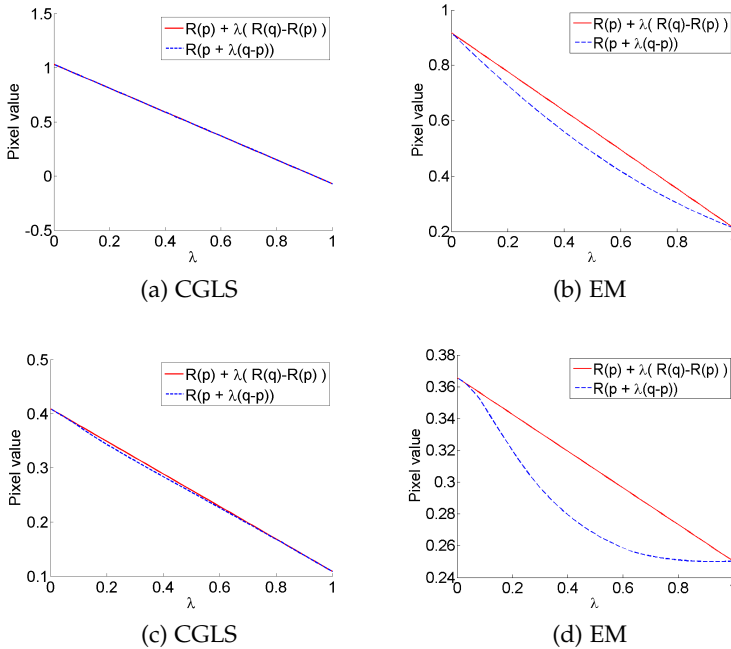 R(p) + λ( R(q)-R(p) )
R(p + λ(q-p))
Pixel value
1.5
1
0.5
0
-0.5
0
0.2
0.4
0.6
0.8
1
λ
(a) CGLS
R(p) + λ( R(q)-R(p) )
R(p + λ(q-p))
Pixel value
1
0.8
0.6
0.4
0.2
0
0.2
0.4
0.6
0.8
λ
(b) EM
R(p) + λ( R(q)-R(p) )
R(p + λ(q-p))
Pixel value
0.5
0.4
0.3
0.2
0.1
0
0.2
0.4
0.6
0.8
1
λ
(c) CGLS
R(p) + λ( R(q)-R(p) )
R(p + λ(q-p))
Pixel value
0.38
0.36
0.34
0.32
0.3
0.28
0.26
0.24
0
0.2
0.4
0.6
0.8
λ
(d) EM